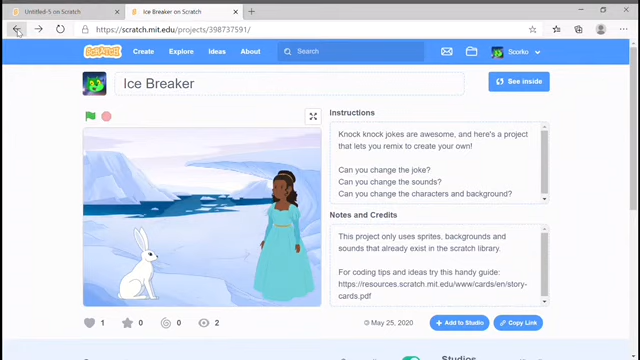 Untitled-5 on Scratch
Ice Breaker on Scratch
https://scratch.mit.edu/projects/398737591/
SCRATCH
Create
Explore
Ideas
About
Search
Scorko
Ice Breaker
See inside
Instructions
Knock knock jokes are awesome, and here's a project
that lets you remix to create your own!
Can you change the joke?
Can you change the sounds?
Can you change the characters and background?
Notes and Credits
This project only uses sprites, backgrounds and
sounds that already exist in the scratch library.
For coding tips and ideas try this handy guide:
https://resources.scratch.mit.edu/www/cards/en/story-
cards.pdf
1
0
0
2
May 25, 2020
Add to Studio
Copy Link
Studios